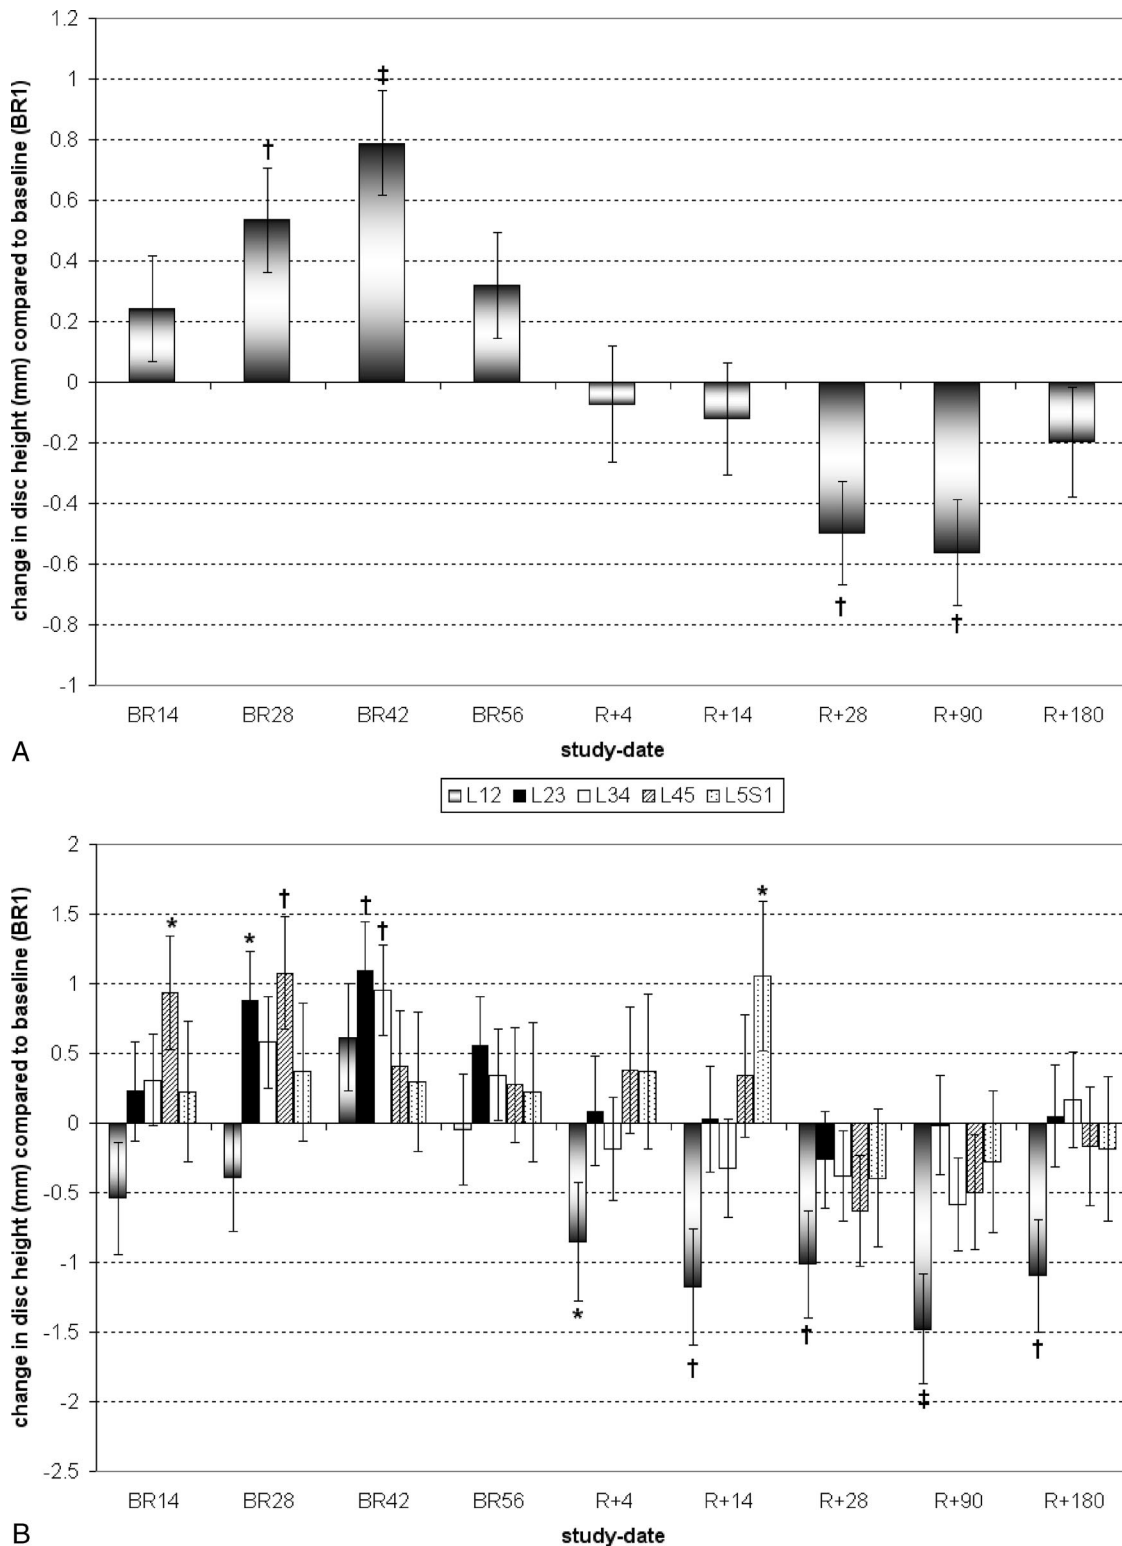 change in disc height (mm) compared to baseline (BR1)
1.2
1
‡
0.8
†
0.6
0.4
0.2
0
-0.2
-0.4
-0.6
† †
-0.8
-1
BR14 BR28 BR42 BR56 R+4 R+14 R+28 R+90 R+180
A
study-date
L12 L23 L34 L45 L5S1
change in disc height (mm) compared to baseline (BR1)
2
* * † † † *
1.5
1
0.5
0
-0.5
-1
* † † ‡ †
-1.5
-2
-2.5
BR14 BR28 BR42 BR56 R+4 R+14 R+28 R+90 R+180
B
study-date